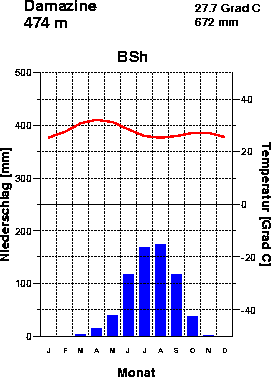 Damazine 27.7 Grad C
474 m 672 mm
BSh
500
400
300
200
100
0
Niederschlag [mm]
40
20
0
-20
-40
Temperatur [Grad C]
J F M A M J J A S O N D
Monat